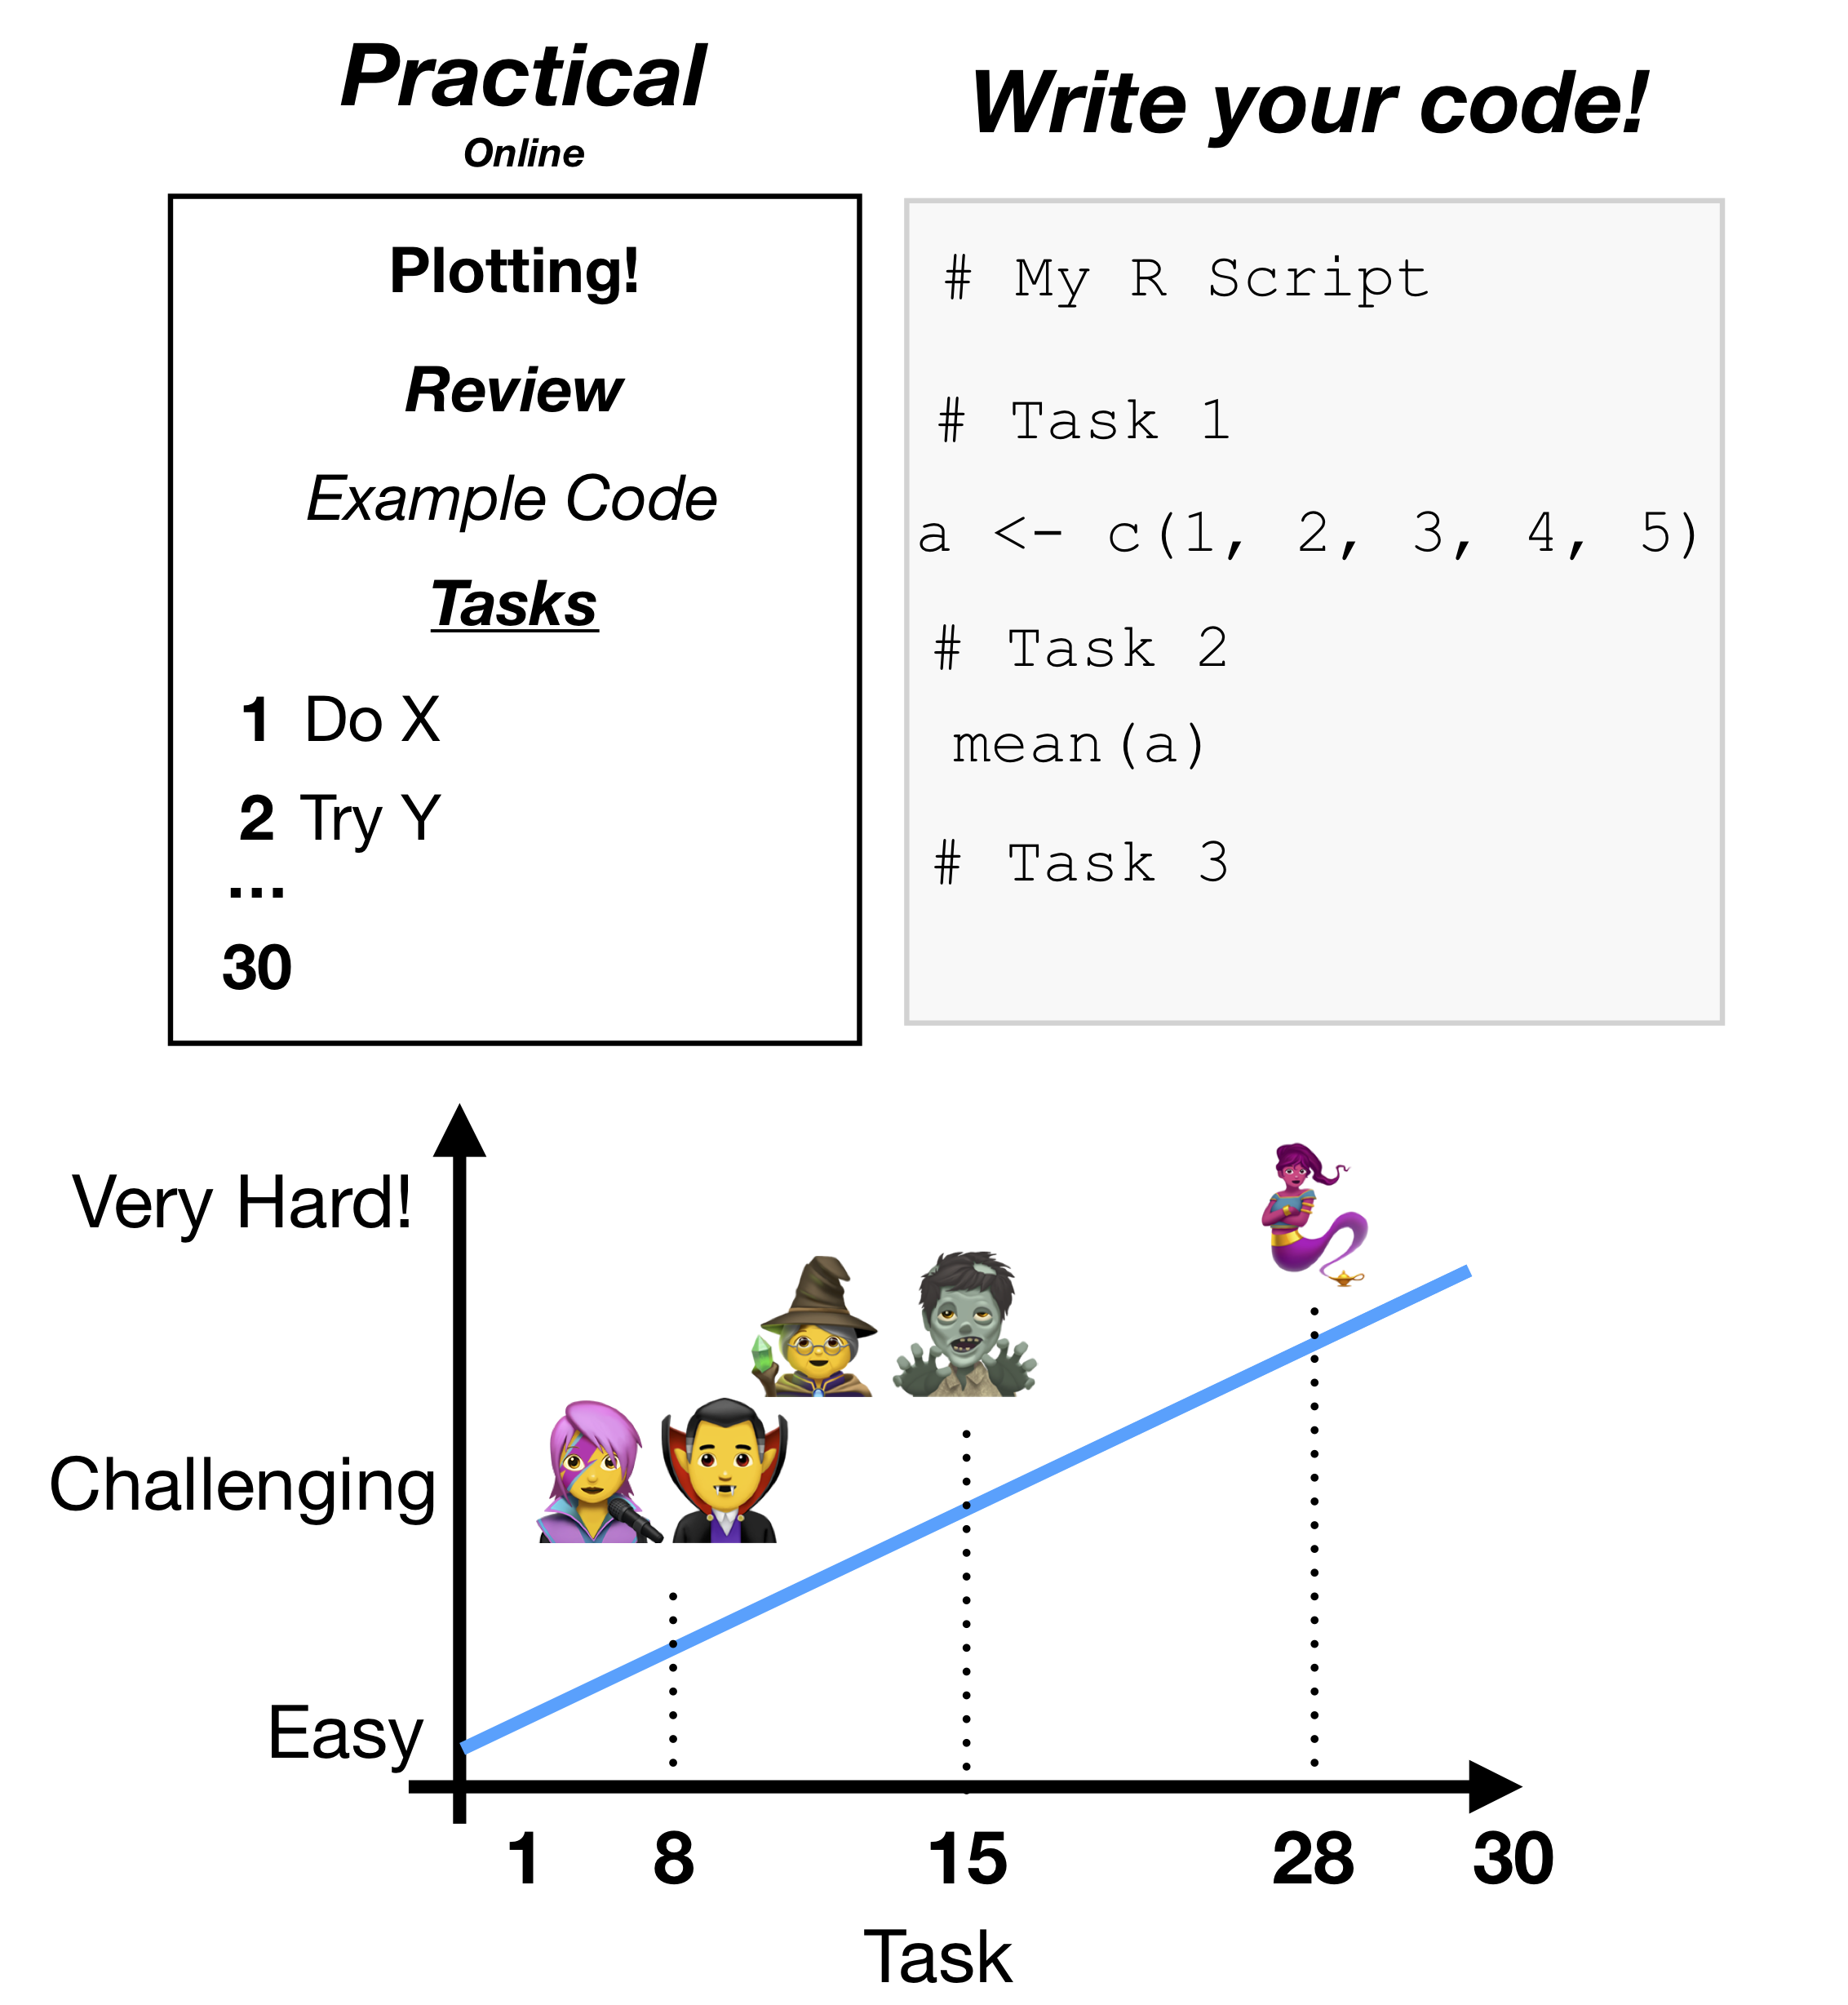 Practical
Online
Plotting!
Review
Example Code
Tasks
1 Do X
2 Try Y
...
30
Write your code!
# My R Script
# Task 1
a <- c(1, 2, 3, 4, 5)
# Task 2
mean(a)
# Task 3
Very Hard!
Challenging
Easy
1 8 15 28 30
Task